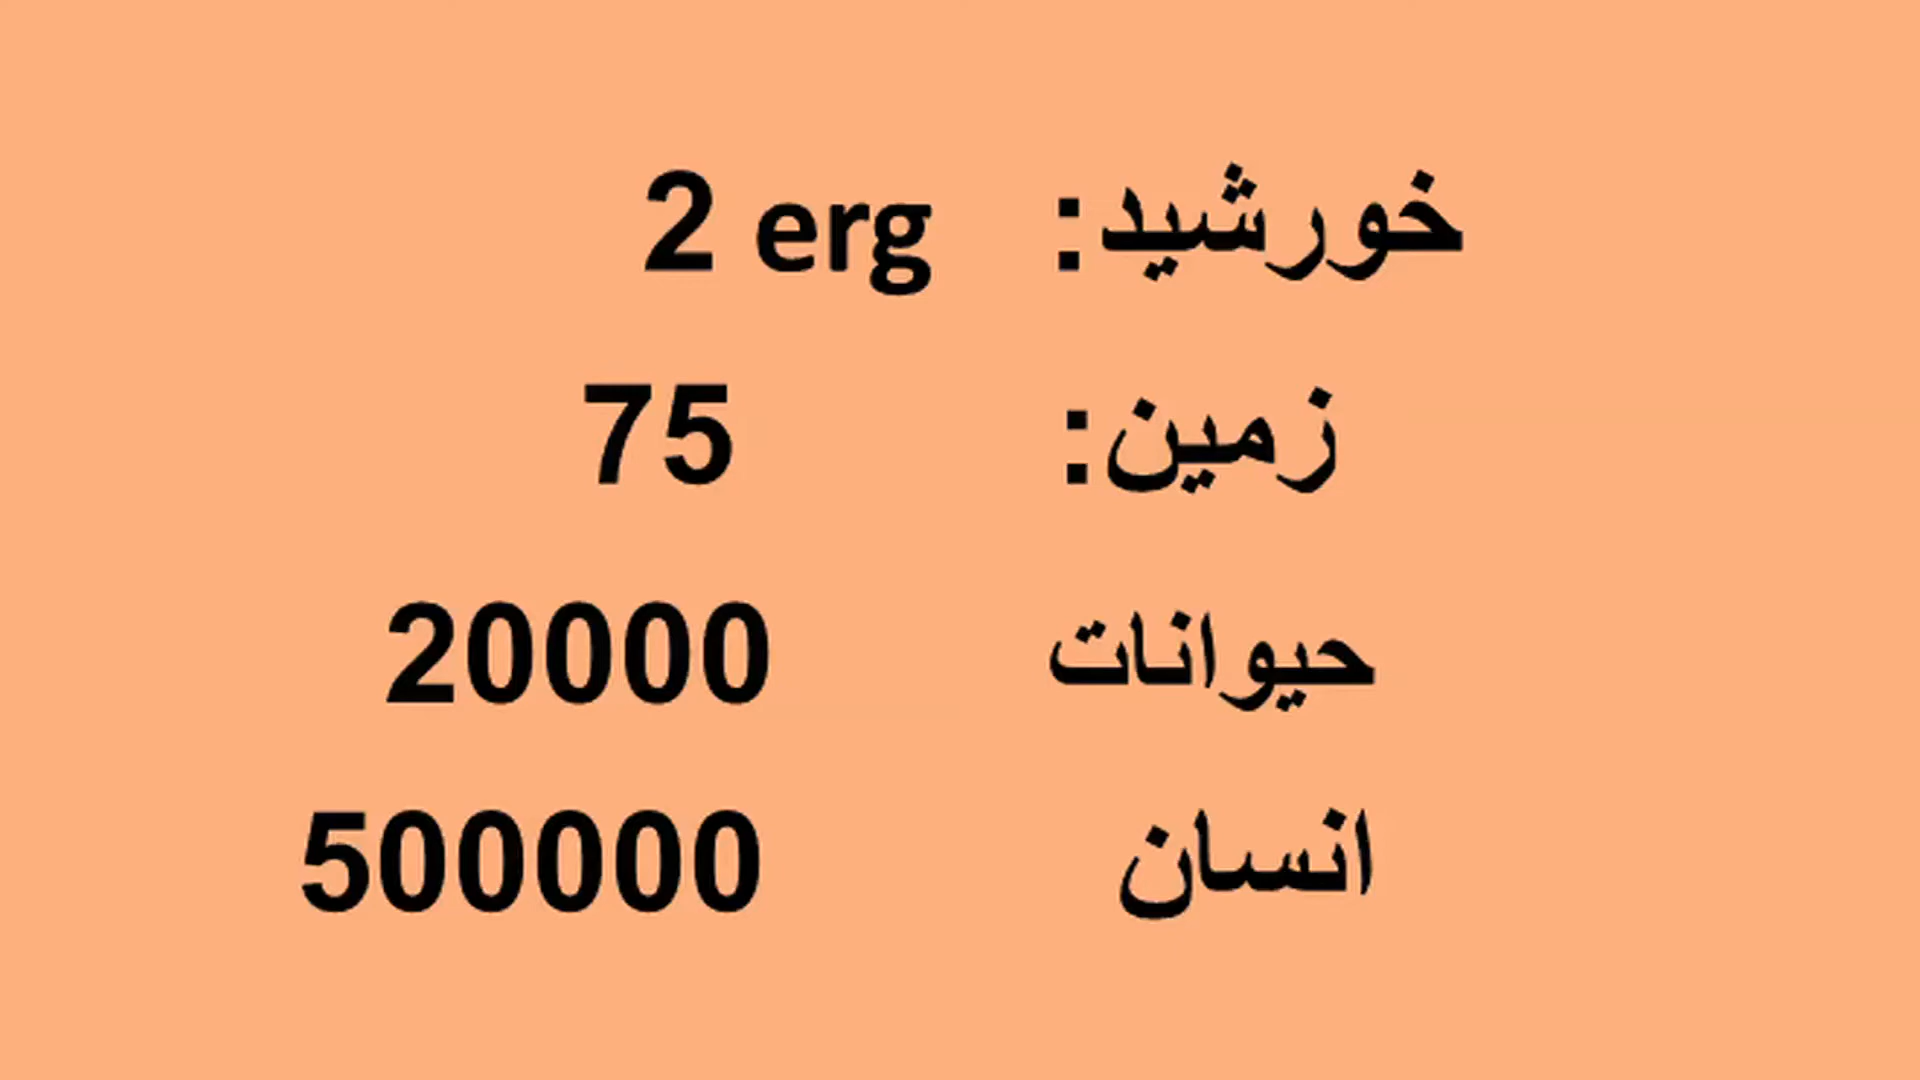 خورشید: 2 erg
زمین: 75
حیوانات 20000
انسان 500000